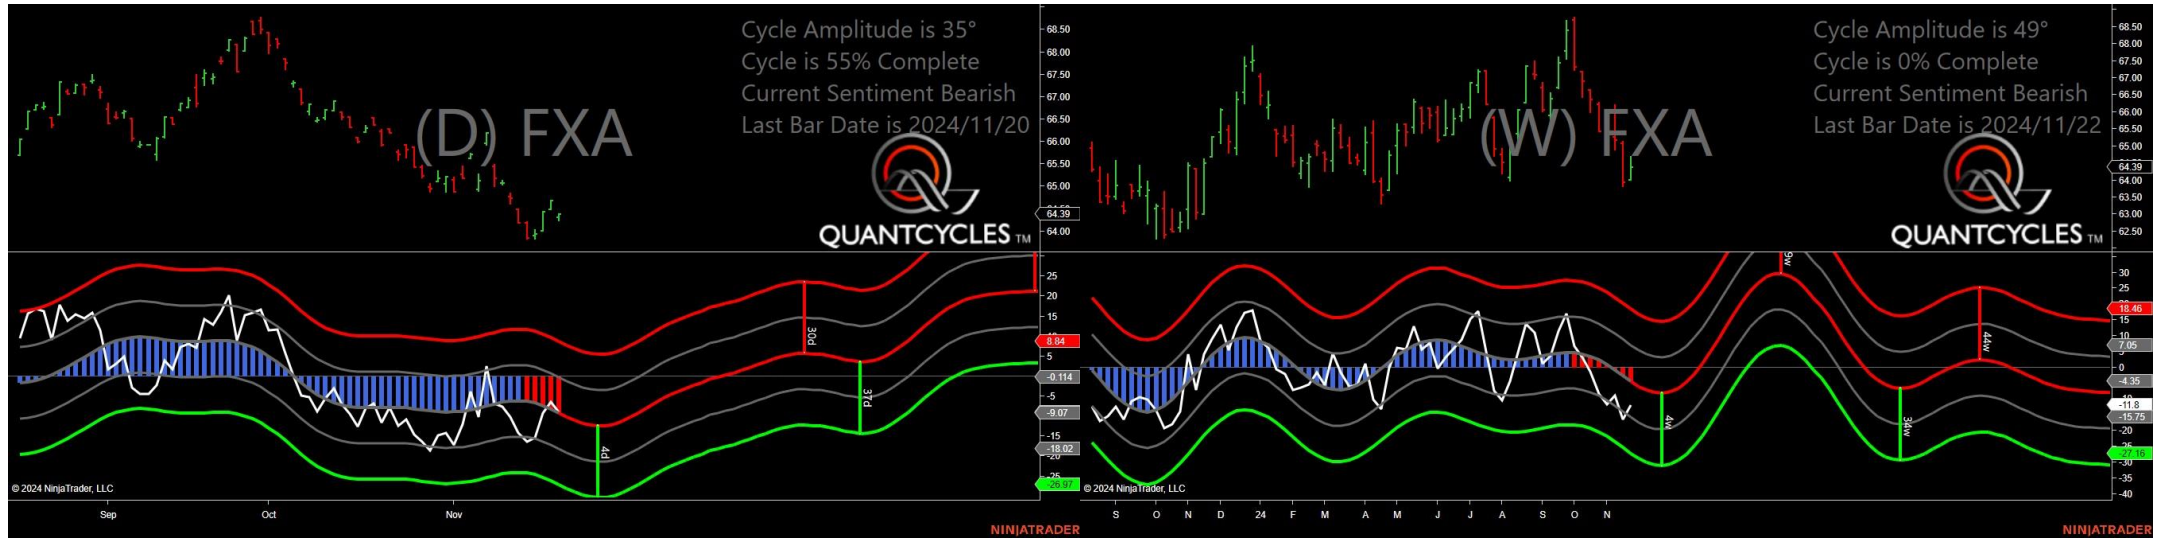 Cycle Amplitude is 35°
Cycle is 55% Complete
Current Sentiment Bearish
Last Bar Date is 2024/11/20
(D) FXA
QUANTCYCLES TM
68.50
68.00
67.50
67.00
66.50
66.00
65.50
65.00
64.39
64.00
25
20
15
8.84
5
-0.114
-5
-9.07
-15
-18.02
-20
-26.97
30d
37d
4d
© 2024 NinjaTrader, LLC
Sep
Oct
Nov
NINJATRADER
Cycle Amplitude is 49°
Cycle is 0% Complete
Current Sentiment Bearish
Last Bar Date is 2024/11/22
(W) FXA
QUANTCYCLES TM
68.50
68.00
67.50
67.00
66.50
66.00
65.50
65.00
64.39
64.00
63.50
63.00
62.50
30
25
18.46
15
10
7.05
0
-4.35
-11.8
-15.75
-20
-27.16
-30
-35
-40
9w
44w
4w
34w
© 2024 NinjaTrader, LLC
S O N D 24 F M A M J J A S O N
NINJATRADER